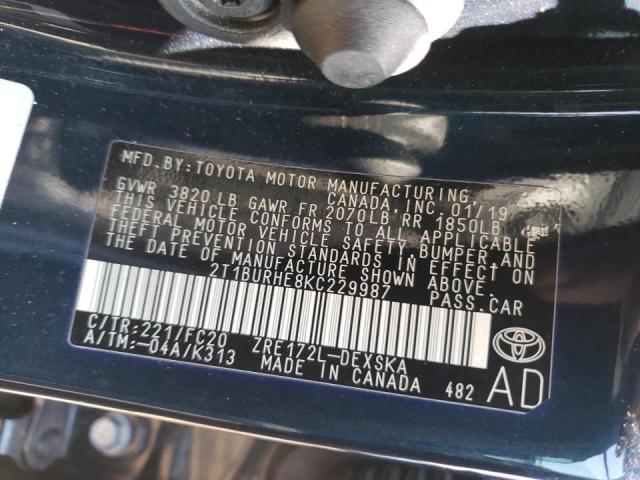 MFD.BY:TOYOTA MOTOR MANUFACTURING,
CANADA, INC. 01/19
GVWR 3820 LB GAWR FR 2070LB RR 1850LB
THIS VEHICLE CONFORMS TO ALL APPLICABLE
FEDERAL MOTOR VEHICLE SAFETY, BUMPER AND
THEFT PREVENTION STANDARDS IN EFFECT ON
THE DATE OF MANUFACTURE SHOWN ABOVE.
2T1BURHE8KC229987 PASS.CAR
C/TR:221/FC20 ZRE172L-DEXSKA
A/TM:-04A/K313 MADE IN CANADA 482
AD